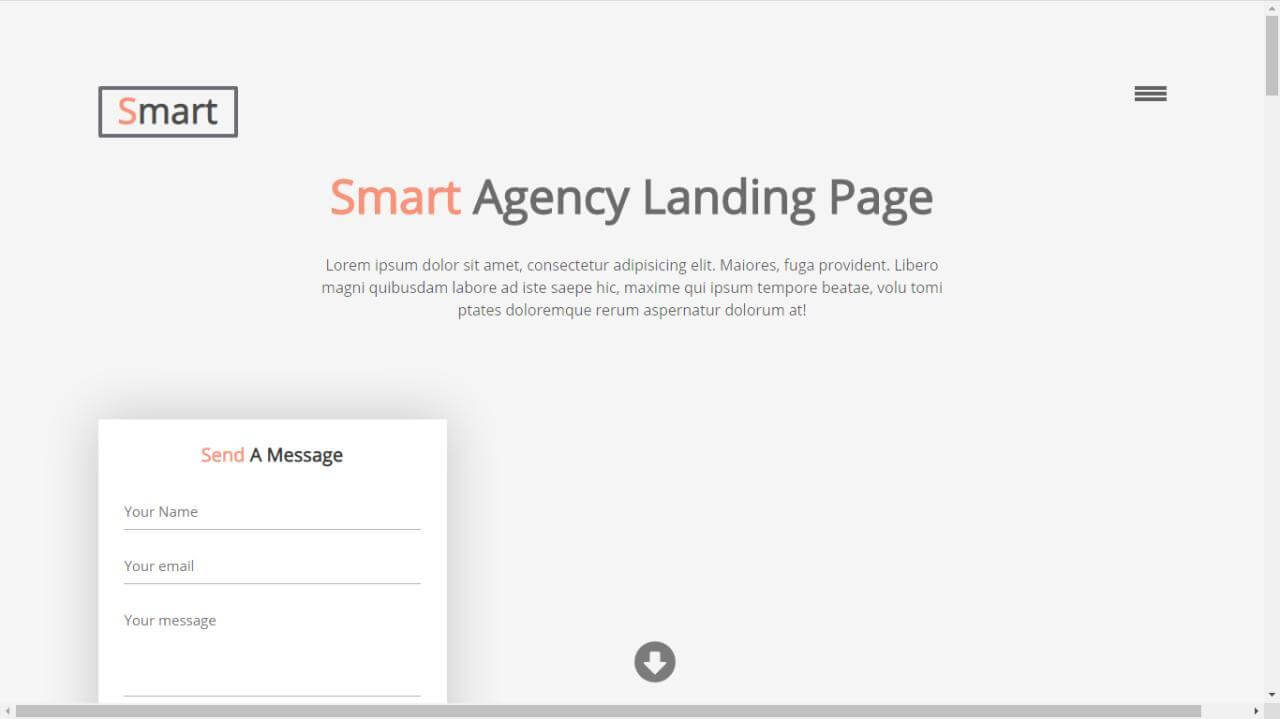 Smart
Smart Agency Landing Page
Lorem ipsum dolor sit amet, consectetur adipisicing elit. Maiores, fuga provident. Libero
magni quibusdam labore ad iste saepe hic, maxime qui ipsum tempore beatae, volu tomi
ptates doloremque rerum aspernatur dolorum at!
Send A Message
Your Name
Your email
Your message